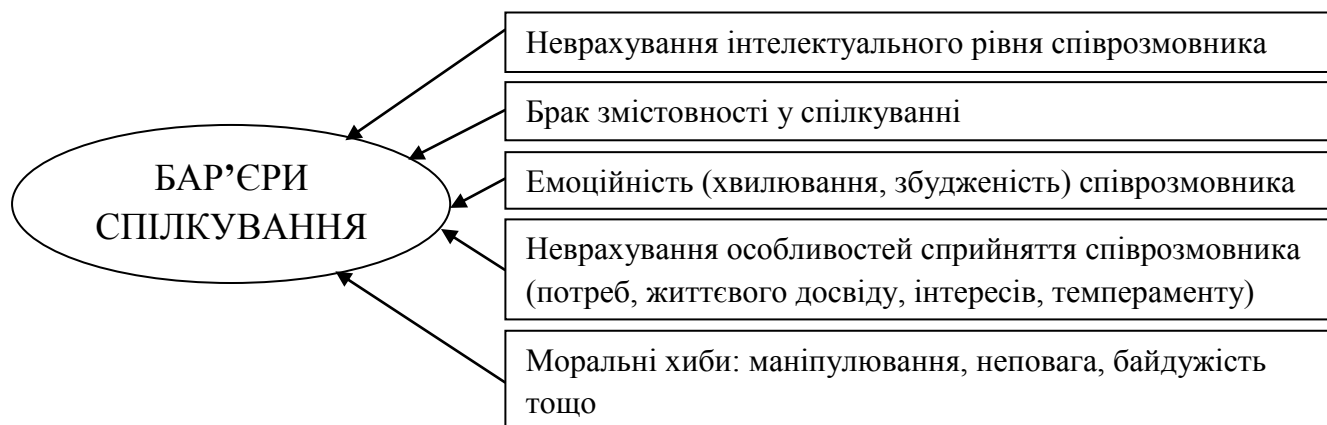 Неврахування інтелектуального рівня співрозмовника
Брак змістовності у спілкуванні
БАР’ЄРИ
СПІЛКУВАННЯ
Емоційність (хвилювання, збудженість) співрозмовника
Неврахування особливостей сприйняття співрозмовника
(потреб, життєвого досвіду, інтересів, темпераменту)
Моральні хиби: маніпулювання, неповага, байдужість
тощо